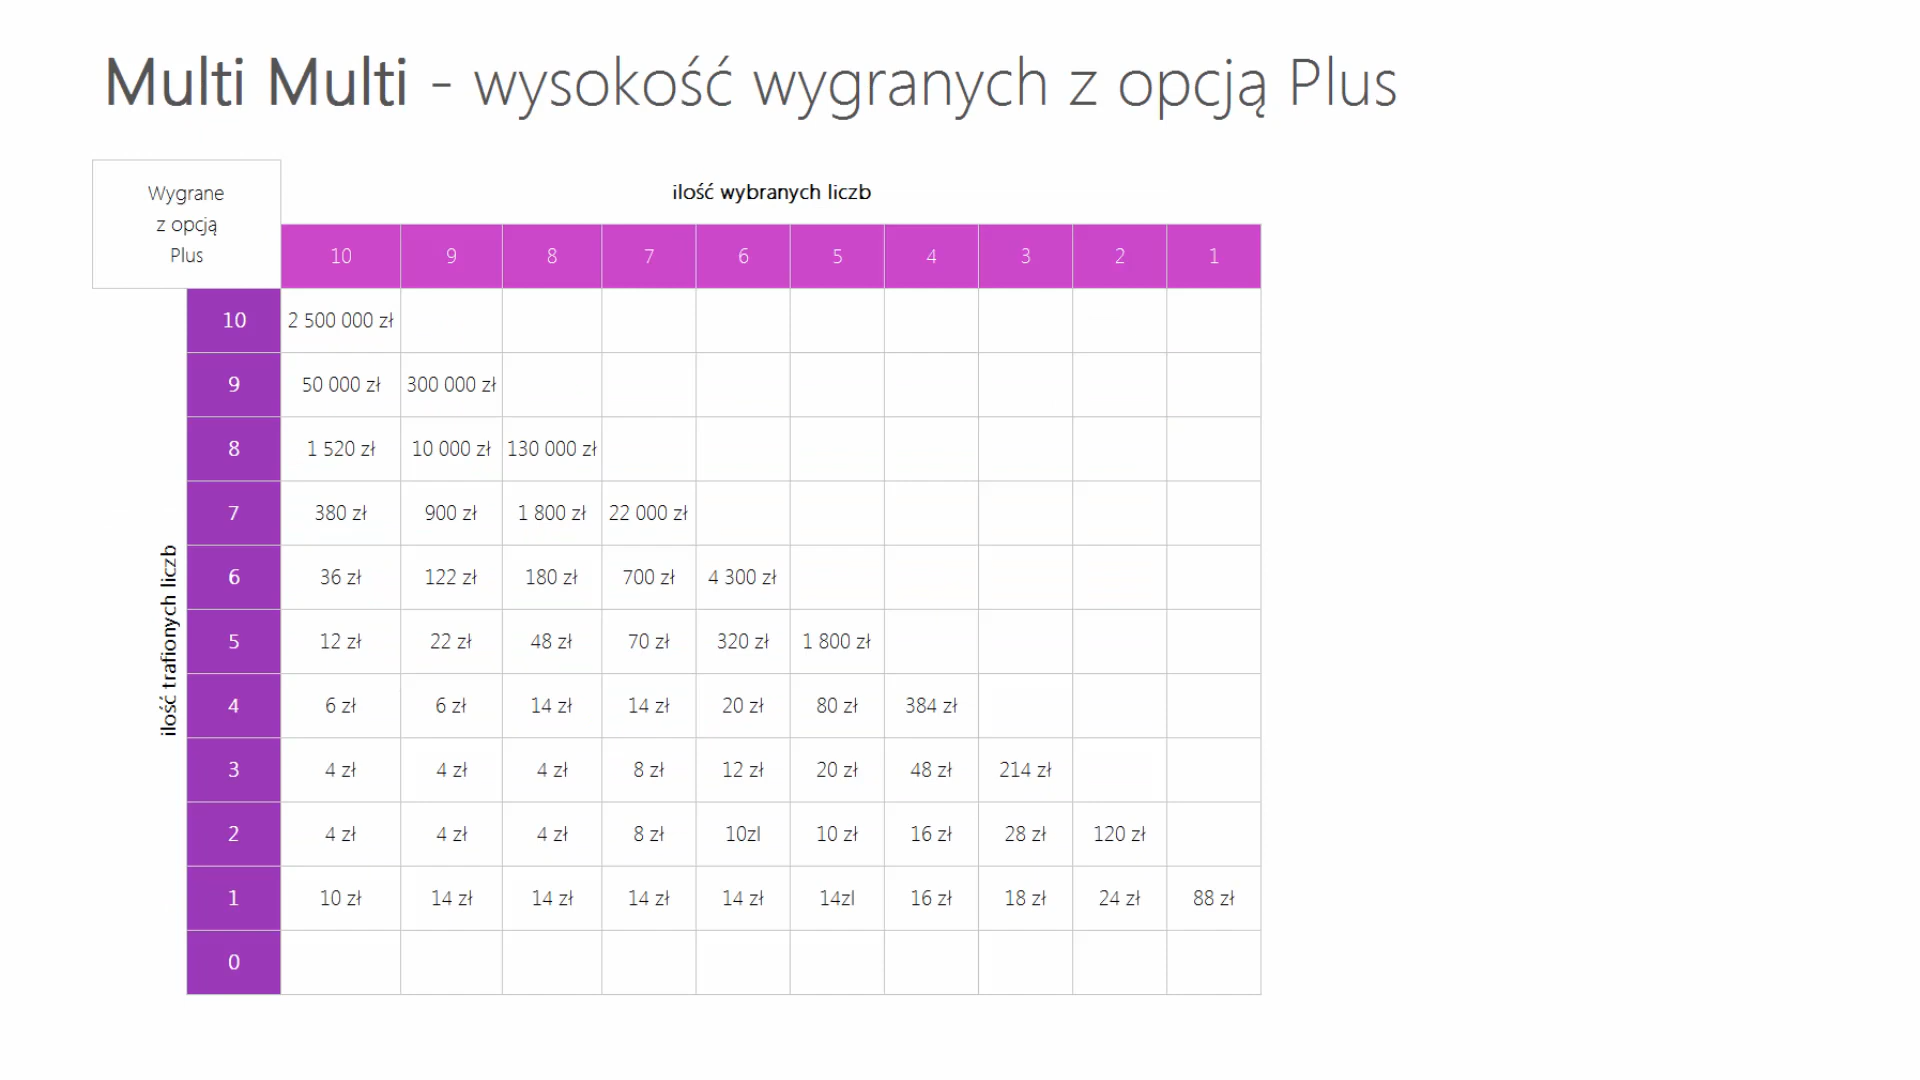 Multi Multi - wysokość wygranych z opcją Plus
Wygrane
z opcją
Plus
ilość wybranych liczb
10 9 8 7 6 5 4 3 2 1
ilość trafionych liczb
10 2 500 000 zł
9 50 000 zł 300 000 zł
8 1 520 zł 10 000 zł 130 000 zł
7 380 zł 900 zł 1 800 zł 22 000 zł
6 36 zł 122 zł 180 zł 700 zł 4 300 zł
5 12 zł 22 zł 48 zł 70 zł 320 zł 1 800 zł
4 6 zł 6 zł 14 zł 14 zł 20 zł 80 zł 384 zł
3 4 zł 4 zł 4 zł 8 zł 12 zł 20 zł 48 zł 214 zł
2 4 zł 4 zł 4 zł 8 zł 10zl 10 zł 16 zł 28 zł 120 zł
1 10 zł 14 zł 14 zł 14 zł 14 zł 14zl 16 zł 18 zł 24 zł 88 zł
0